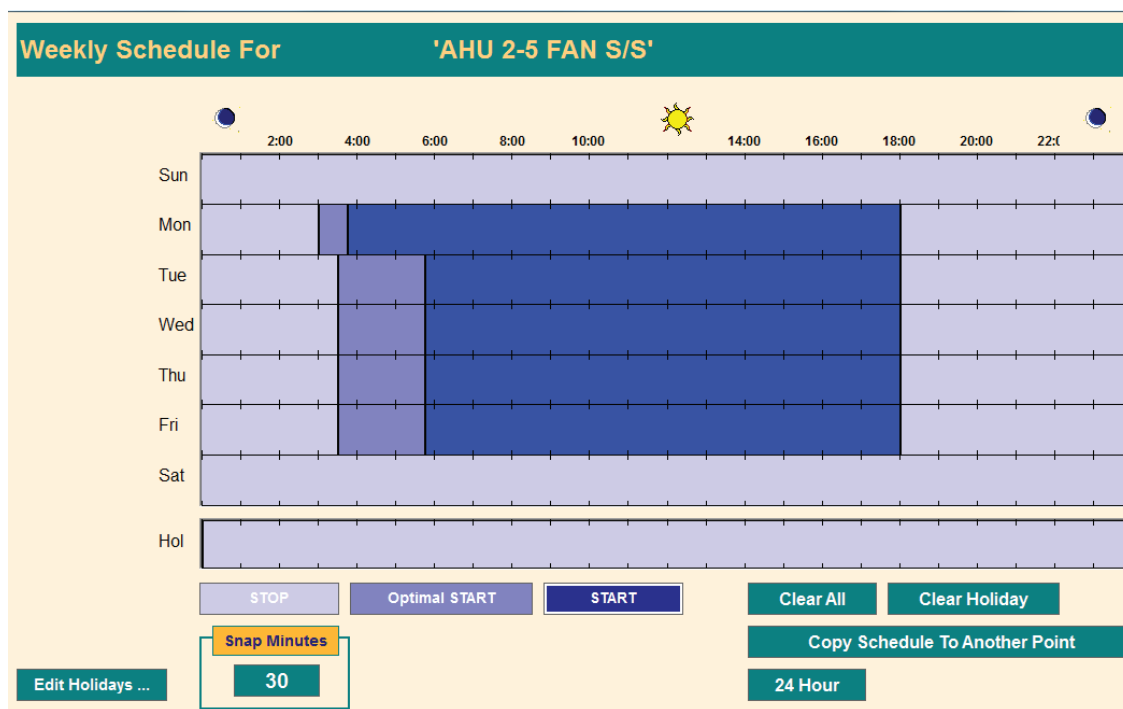 Weekly Schedule For 'AHU 2-5 FAN S/S'
2:00 4:00 6:00 8:00 10:00 14:00 16:00 18:00 20:00 22:(
Sun
Mon
Tue
Wed
Thu
Fri
Sat
Hol
STOP Optimal START START Clear All Clear Holiday
Snap Minutes Copy Schedule To Another Point
Edit Holidays ... 30 24 Hour